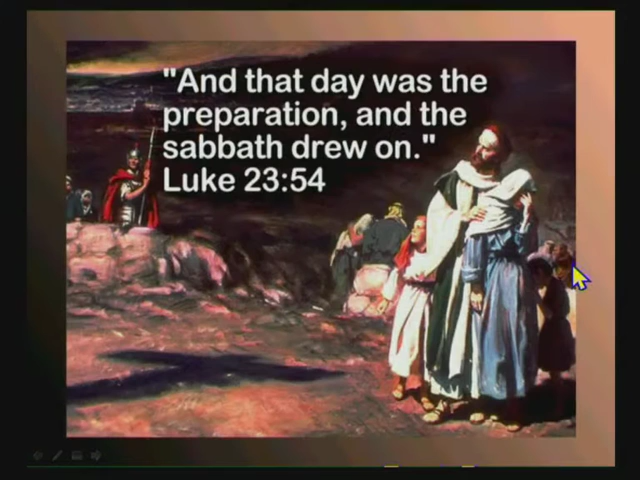 "And that day was the
preparation, and the
sabbath drew on."
Luke 23:54